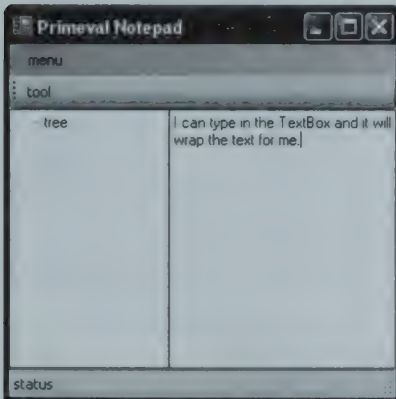 Primeval Notepad
menu
tool
tree
I can type in the TextBox and it will
wrap the text for me.
status